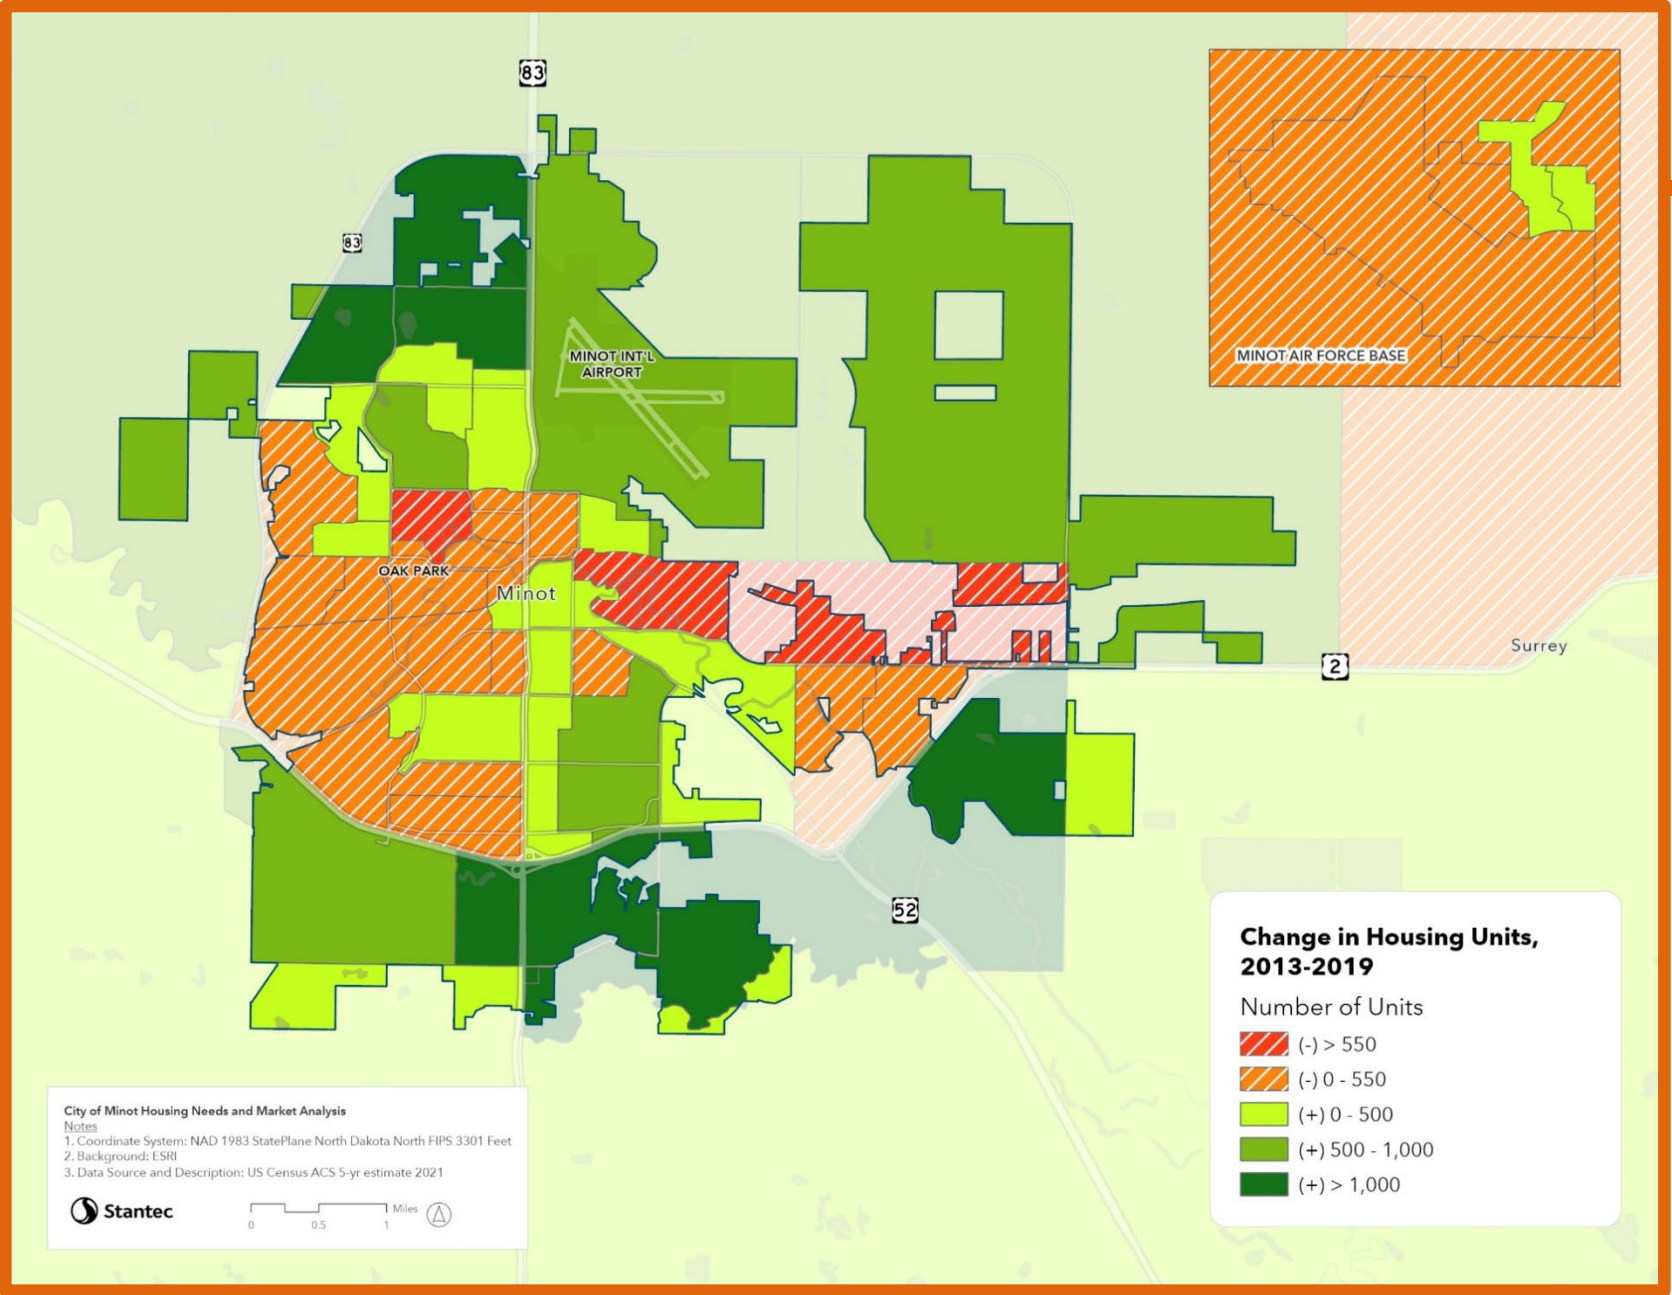 83
83
MINOT INT'L
AIRPORT
MINOT AIR FORCE BASE
OAK PARK
Minot
Surrey
2
52
Change in Housing Units,
2013-2019
Number of Units
(-) > 550
(-) 0 - 550
(+) 0 - 500
(+) 500 - 1,000
(+) > 1,000
City of Minot Housing Needs and Market Analysis
Notes
1. Coordinate System: NAD 1983 StatePlane North Dakota North FIPS 3301 Feet
2. Background: ESRI
3. Data Source and Description: US Census ACS 5-yr estimate 2021
Stantec
Miles
0 0.5 1